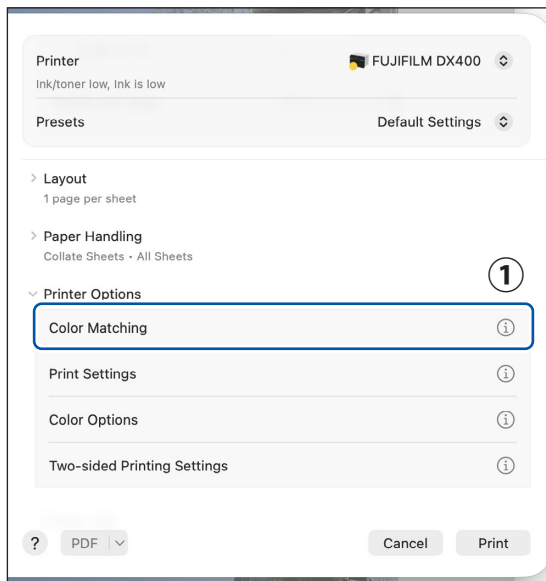 Printer FUJIFILM DX400
Ink/toner low, Ink is low
Presets Default Settings
Layout
1 page per sheet
Paper Handling
Collate Sheets • All Sheets
①
Printer Options
Color Matching
Print Settings
Color Options
Two-sided Printing Settings
? PDF Cancel Print